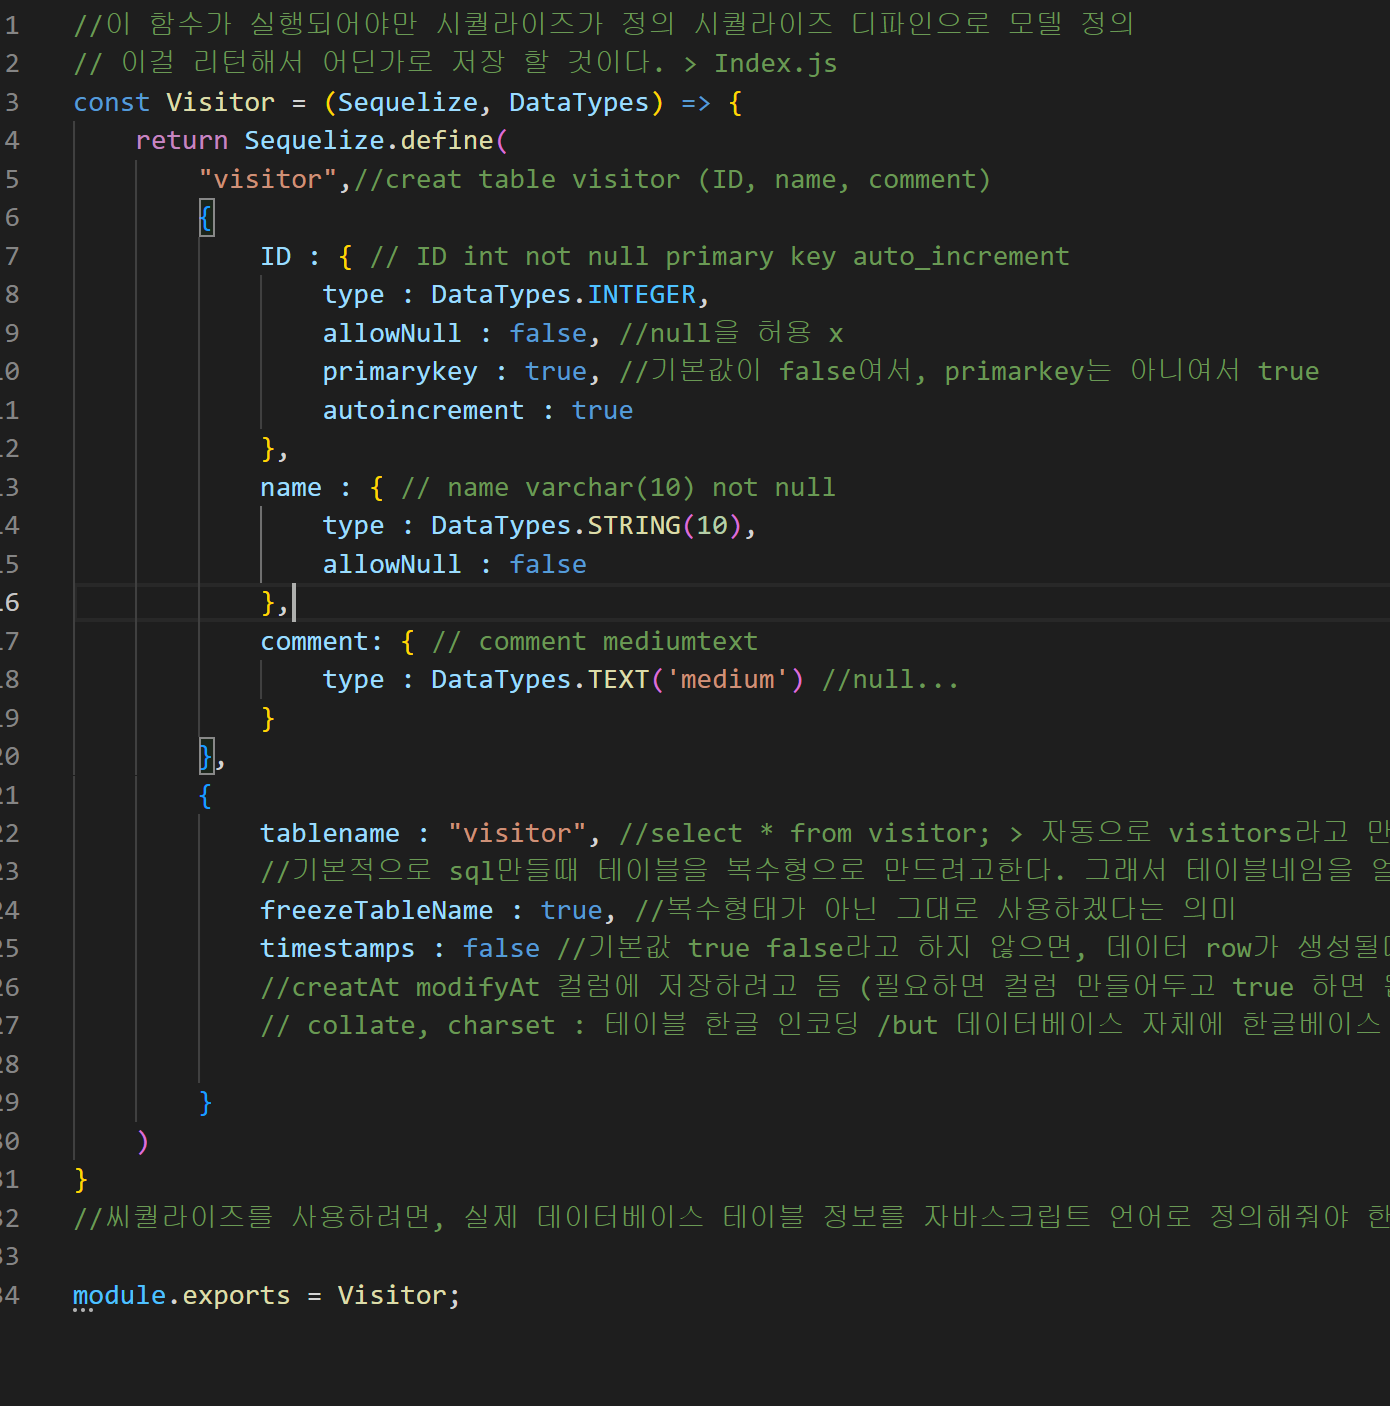 1 //이 함수가 실행되어야만 시퀄라이즈가 정의 시퀄라이즈 디파인으로 모델 정의
2 // 이걸 리턴해서 어딘가로 저장 할 것이다. > Index.js
3 const Visitor = (Sequelize, DataTypes) => {
4 return Sequelize.define(
5 "visitor",//creat table visitor (ID, name, comment)
6 {
7 ID : { // ID int not null primary key auto_increment
8 type : DataTypes.INTEGER,
9 allowNull : false, //null을 허용 x
10 primarykey : true, //기본값이 false여서, primarkey는 아니여서 true
11 autoincrement : true
12 },
13 name : { // name varchar(10) not null
14 type : DataTypes.STRING(10),
15 allowNull : false
16 },
17 comment: { // comment mediumtext
18 type : DataTypes.TEXT('medium') //null...
19 }
20 },
21 {
22 tablename : "visitor", //select * from visitor; > 자동으로 visitors라고
23 //기본적으로 sql만들때 테이블을 복수형으로 만드려고한다. 그래서 테이블네임을
24 freezeTableName : true, //복수형태가 아닌 그대로 사용하겠다는 의미
25 timestamps : false //기본값 true false라고 하지 않으면, 데이터 row가
26 //creatAt modifyAt 컬럼에 저장하려고 듬 (필요하면 컬럼 만들어두고 true 하면
27 // collate, charset : 테이블 한글 인코딩 /but 데이터베이스 자체에 한글베이스
28
29 }
30 )
31 }
32 //씨퀄라이즈를 사용하려면, 실제 데이터베이스 테이블 정보를 자바스크립트 언어로 정의해줘야
33
34 module.exports = Visitor;